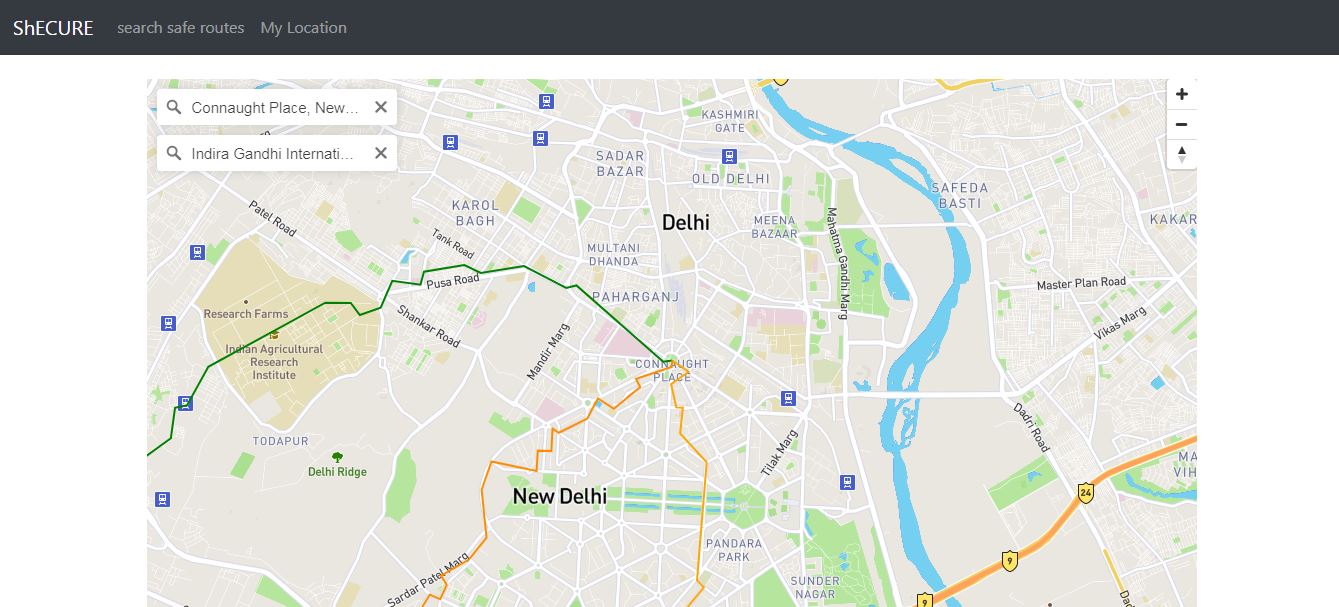 ShECURE search safe routes My Location
Connaught Place, New…
Indira Gandhi Internati…
KASHMIRI
GATE
SADAR
BAZAR
OLD DELHI
SAFEDA
BASTI
KAROL
BAGH
Delhi
MEENA
BAZAAR
KAKAR
Patel Road
Tank Road
MULTANI
DHANDA
Mahatma Gandhi Marg
Pusa Road
PAHARGANJ
Master Plan Road
Research Farms
Shankar Road
Vikas Marg
Indian Agricultural
Research
Institute
Mandir Marg
CONNAUGHT
PLACE
TODAPUR
Delhi Ridge
Tilak Marg
Dadri Road
MA
VIH
24
New Delhi
PANDARA
PARK
9
Sardar Patel Marg
SUNDER
NAGAR
9
Dad